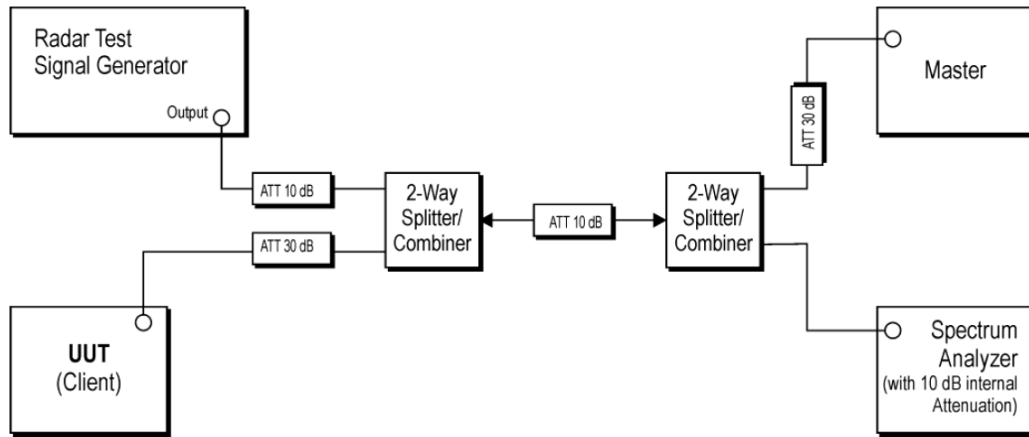 Radar Test
Signal Generator
Output
ATT 10 dB
ATT 30 dB
UUT
(Client)
2-Way
Splitter/
Combiner
ATT 10 dB
2-Way
Splitter/
Combiner
ATT 30 dB
Master
Spectrum
Analyzer
(with 10 dB internal
Attenuation)